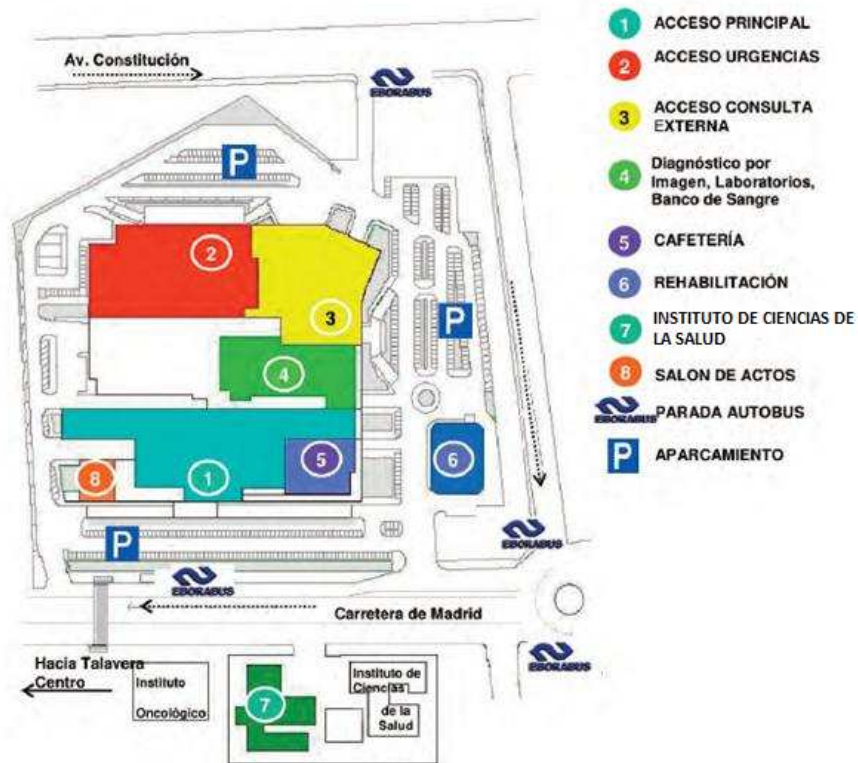 Av. Constitución
EBORABUS
P
2
3
P
4
5
6
8
1
P
EBORABUS
EBORABUS
Carretera de Madrid
EBORABUS
Hacia Talavera
Centro
Instituto
Oncológico
7
Instituto de
Ciencias
de la
Salud
1 ACCESO PRINCIPAL
2 ACCESO URGENCIAS
3 ACCESO CONSULTA
EXTERNA
4 Diagnóstico por
Imagen, Laboratorios,
Banco de Sangre
5 CAFETERÍA
6 REHABILITACIÓN
7 INSTITUTO DE CIENCIAS DE
LA SALUD
8 SALON DE ACTOS
EBORABUS PARADA AUTOBUS
P APARCAMIENTO